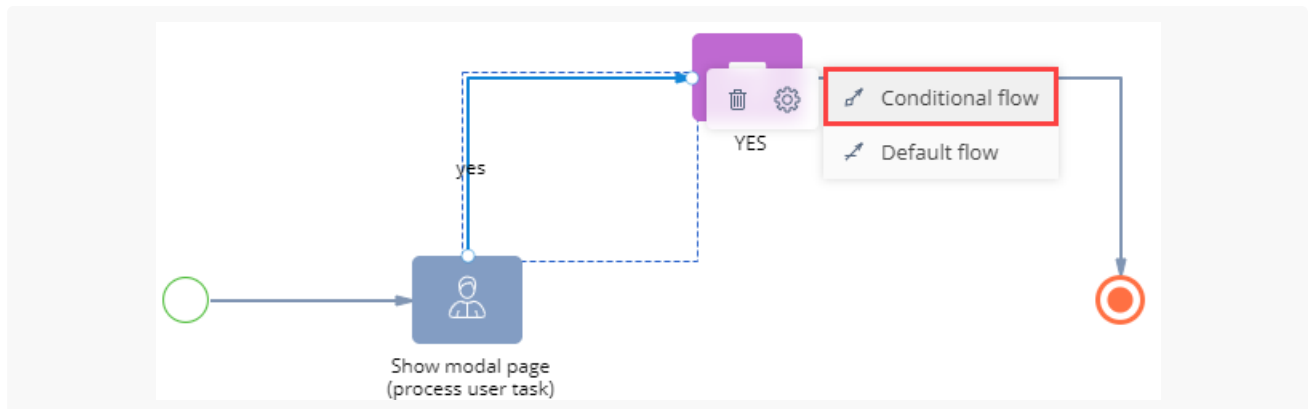 Conditional flow
YES
Default flow
yes
Show modal page
(process user task)